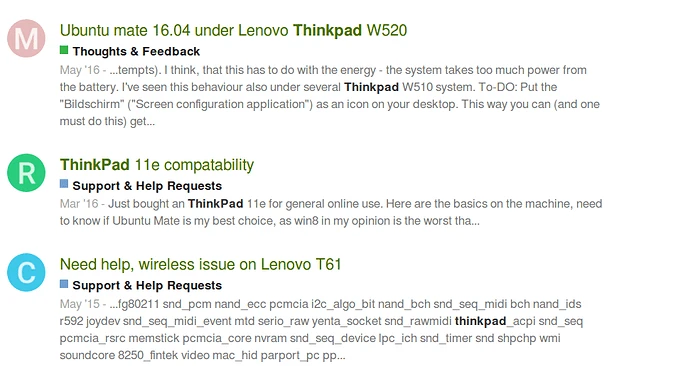 M
Ubuntu mate 16.04 under Lenovo Thinkpad W520
Thoughts & Feedback
May '16 - ...tempts). I think, that this has to do with the energy - the system takes too much power from
the battery. I've seen this behaviour also under several Thinkpad W510 system. To-DO: Put the
"Bildschirm" ("Screen configuration application") as an icon on your desktop. This way you can (and one
must do this) get...
R
ThinkPad 11e compatability
Support & Help Requests
Mar '16 - Just bought an ThinkPad 11e for general online use. Here are the basics on the machine, need
to know if Ubuntu Mate is my best choice, as win8 in my opinion is the worst tha...
C
Need help, wireless issue on Lenovo T61
Support & Help Requests
May '15 - ...fg80211 snd_pcm nand_ecc pcmcia i2c_algo_bit nand_bch snd_seq_midi bch nand_ids
r592 joydev snd_seq_midi_event mtd serio_raw yenta_socket snd_rawmidi thinkpad_acpi snd_seq
pcmcia_rsrc memstick pcmcia_core nvram snd_seq_device lpc_ich snd_timer snd shpchp wmi
soundcore 8250_fintek video mac_hid parport_pc pp...